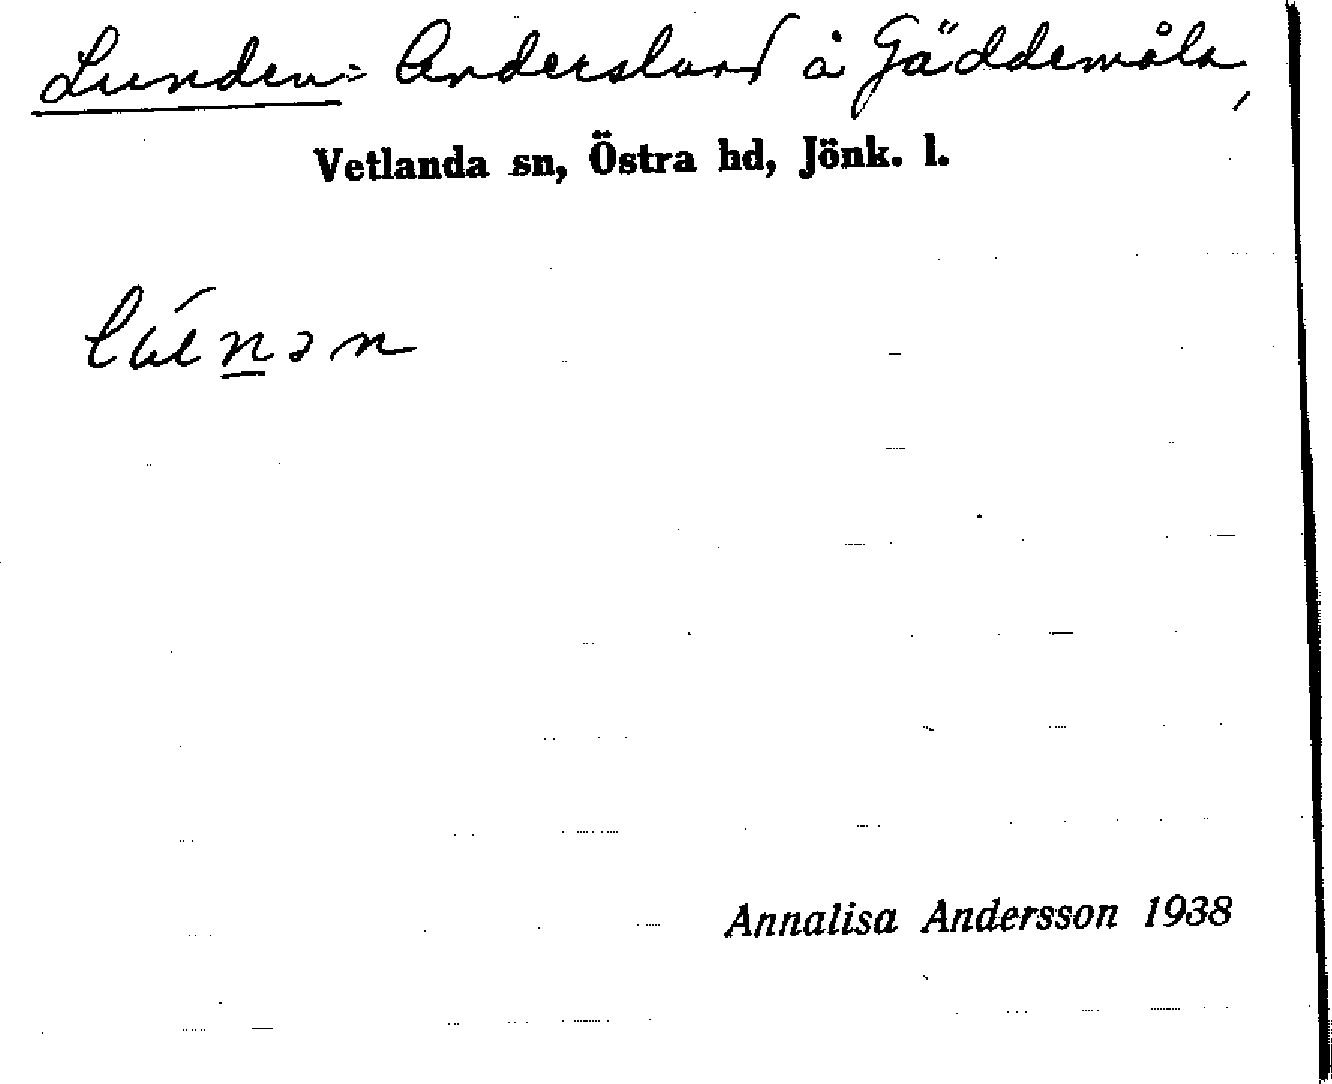 Lunden = Anderslund å Gäddemåla,
Vetlanda sn, Östra hd, Jönk. l.
Annalisa Andersson 1938